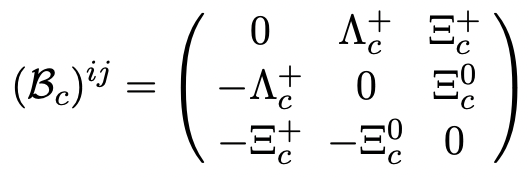 $(\mathcal{B}_c)^{ij} = \begin{pmatrix} 0 & \Lambda_c^+ & \Xi_c^+ \\ -\Lambda_c^+ & 0 & \Xi_c^0 \\ -\Xi_c^+ & -\Xi_c^0 & 0 \end{pmatrix}$